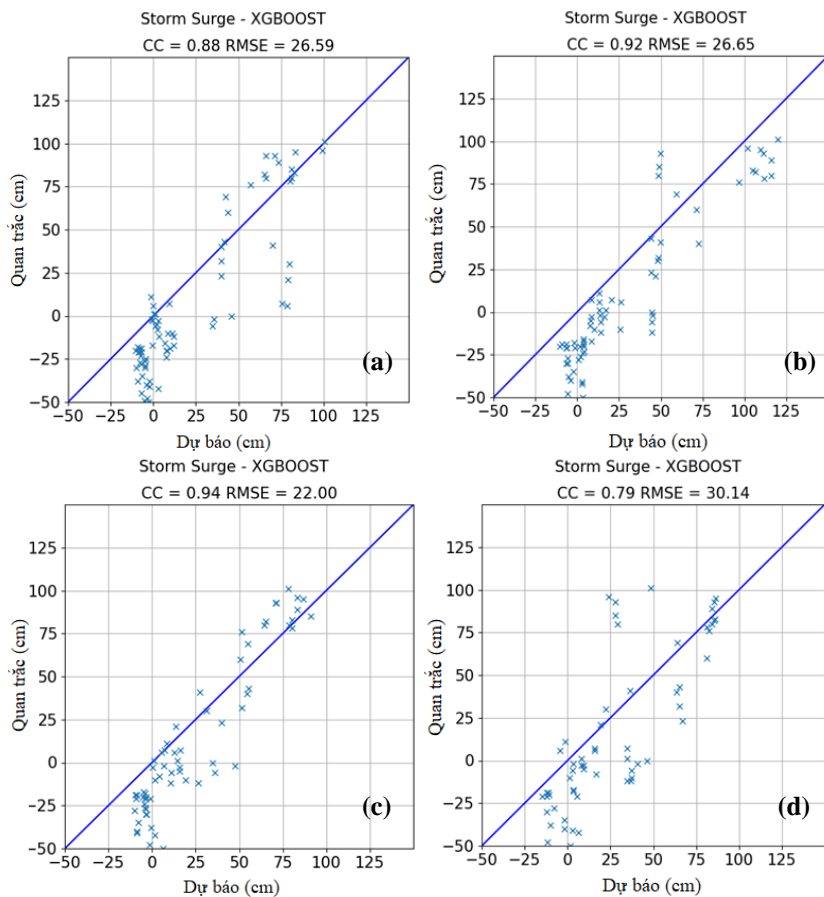 Storm Surge - XGBOOST
CC = 0.88 RMSE = 26.59
125
100
75
50
25
0
−25
−50
−50 −25 0 25 50 75 100 125
Quan trắc (cm)
Dự báo (cm)
(a)
Storm Surge - XGBOOST
CC = 0.92 RMSE = 26.65
125
100
75
50
25
0
−25
−50
−50 −25 0 25 50 75 100 125
Quan trắc (cm)
Dự báo (cm)
(b)
Storm Surge - XGBOOST
CC = 0.94 RMSE = 22.00
125
100
75
50
25
0
−25
−50
−50 −25 0 25 50 75 100 125
Quan trắc (cm)
Dự báo (cm)
(c)
Storm Surge - XGBOOST
CC = 0.79 RMSE = 30.14
125
100
75
50
25
0
−25
−50
−50 −25 0 25 50 75 100 125
Quan trắc (cm)
Dự báo (cm)
(d)